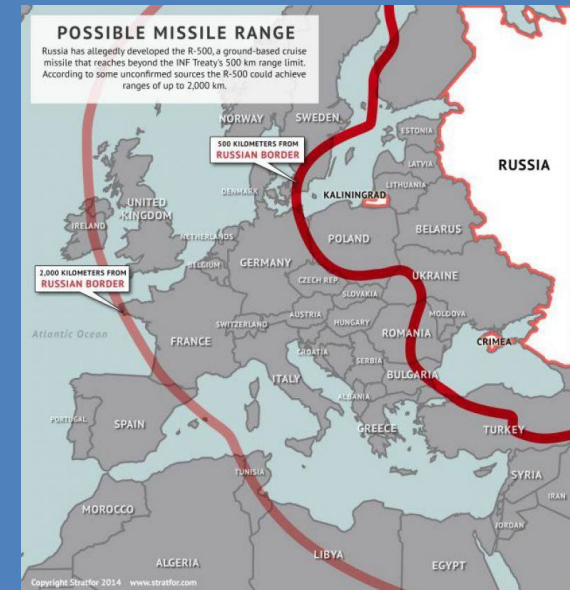 POSSIBLE MISSILE RANGE
Russia has allegedly developed the R-500, a ground-based cruise
missile that reaches beyond the INF Treaty's 500 km range limit.
According to some unconfirmed sources the R-500 could achieve
ranges of up to 2,000 km.
NORWAY
SWEDEN
500 KILOMETERS FROM
RUSSIAN BORDER
ESTONIA
LATVIA
LITHUANIA
RUSSIA
DENMARK
KALININGRAD
UNITED
KINGDOM
IRELAND
NETHERLANDS
BELARUS
POLAND
BELGIUM
GERMANY
2,000 KILOMETERS FROM
RUSSIAN BORDER
CZECH REP.
UKRAINE
SLOVAKIA
AUSTRIA
HUNGARY
MOLDOVA
Atlantic Ocean
FRANCE
SWITZERLAND
ROMANIA
CRIMEA
CROATIA
SERBIA
ITALY
BULGARIA
ALBANIA
PORTUGAL
SPAIN
GREECE
TURKEY
TUNISIA
SYRIA
IRAN
MOROCCO
JORDAN
ALGERIA
LIBYA
EGYPT
Copyright Stratfor 2014 www.stratfor.com